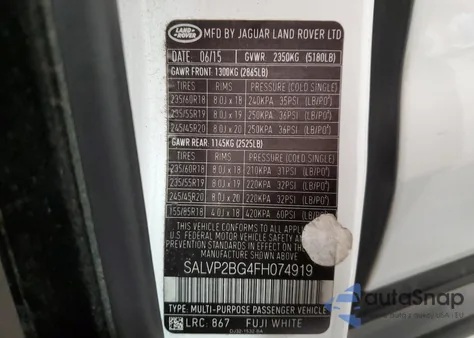 LAND ROVER
MFD BY JAGUAR LAND ROVER LTD
DATE 06/15 GVWR 2350KG (5180LB)
GAWR FRONT: 1300KG (2865LB)
TIRES RIMS PRESSURE (COLD SINGLE)
235/60R18 8.0J x 18 240KPA 35PSI (LB/PO²)
235/55R19 8.0J x 19 250KPA 36PSI (LB/PO²)
245/45R20 8.0J x 20 250KPA 36PSI (LB/PO²)
GAWR REAR: 1145KG (2525LB)
TIRES RIMS PRESSURE (COLD SINGLE)
235/60R18 8.0J x 18 210KPA 31PSI (LB/PO²)
235/55R19 8.0J x 19 220KPA 32PSI (LB/PO²)
245/45R20 8.0J x 20 220KPA 32PSI (LB/PO²)
155/85R18 4.0J x 18 420KPA 60PSI (LB/PO²)
THIS VEHICLE CONFORMS TO ALL APPLICABLE
U.S. FEDERAL MOTOR VEHICLE SAFETY
THEFT PREVENTION STANDARDS IN EFFECT
ON THE DATE OF MANUFACTURE SHOWN ABOVE
SALVP2BG4FH074919
TYPE: MULTI-PURPOSE PASSENGER VEHICLE
LRC: 867 FUJI WHITE
autaSnap